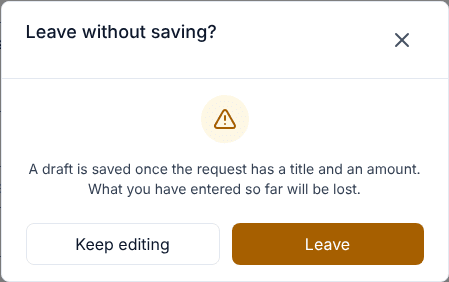 Leave without saving?
A draft is saved once the request has a title and an amount.
What you have entered so far will be lost.
Keep editing
Leave